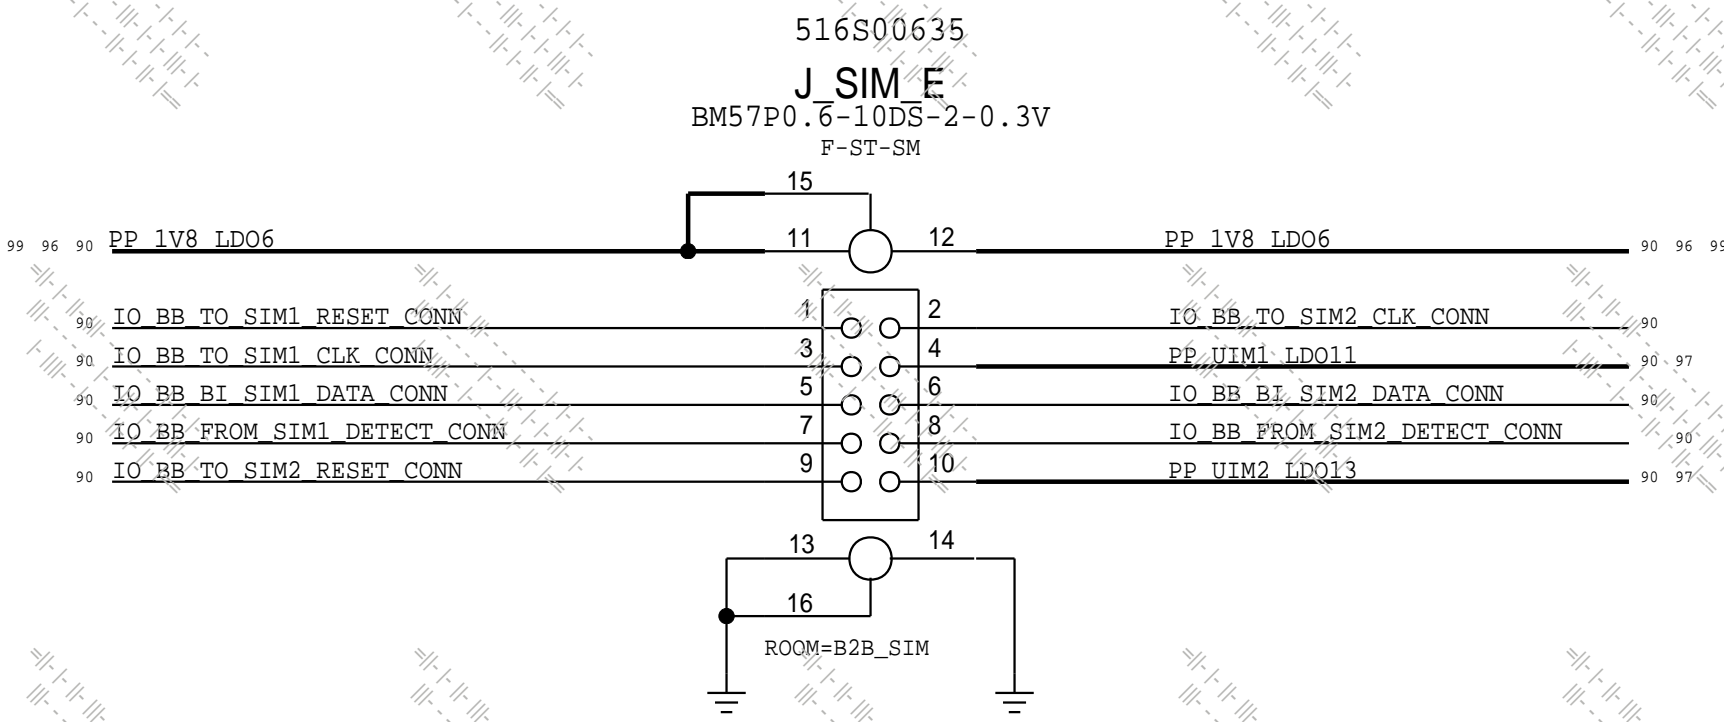 516S00635
J_SIM_E
BM57P0.6-10DS-2-0.3V
F-ST-SM
15
99 96 90 PP_1V8_LDO6 11 12 PP_1V8_LDO6 90 96 99
90 IO_BB_TO_SIM1_RESET_CONN 1 2 IO_BB_TO_SIM2_CLK_CONN 90
90 IO_BB_TO_SIM1_CLK_CONN 3 4 PP_UIM1_LDO11 90 97
90 IO_BB_BI_SIM1_DATA_CONN 5 6 IO_BB_BI_SIM2_DATA_CONN 90
90 IO_BB_FROM_SIM1_DETECT_CONN 7 8 IO_BB_FROM_SIM2_DETECT_CONN 90
90 IO_BB_TO_SIM2_RESET_CONN 9 10 PP_UIM2_LDO13 90 97
13 14
16
ROOM=B2B_SIM